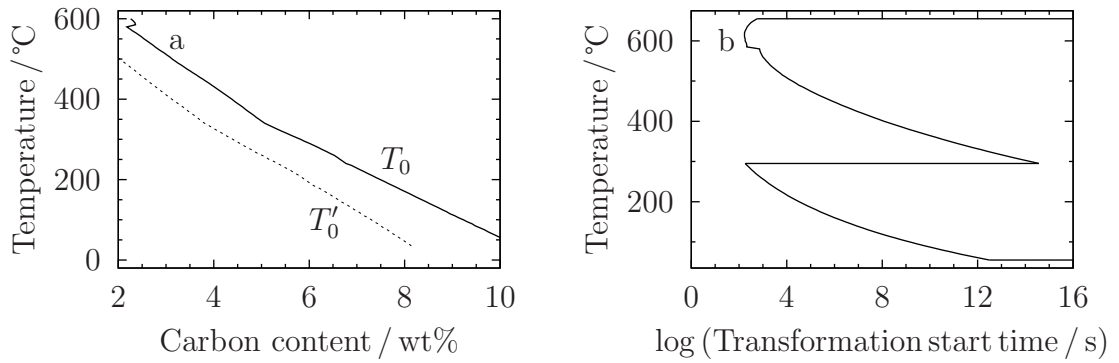 600
400
200
0
2
4
6
8
10
Temperature / °C
Carbon content / wt%
a
T₀
T′₀
600
400
200
0
4
8
12
16
Temperature / °C
log (Transformation start time / s)
b